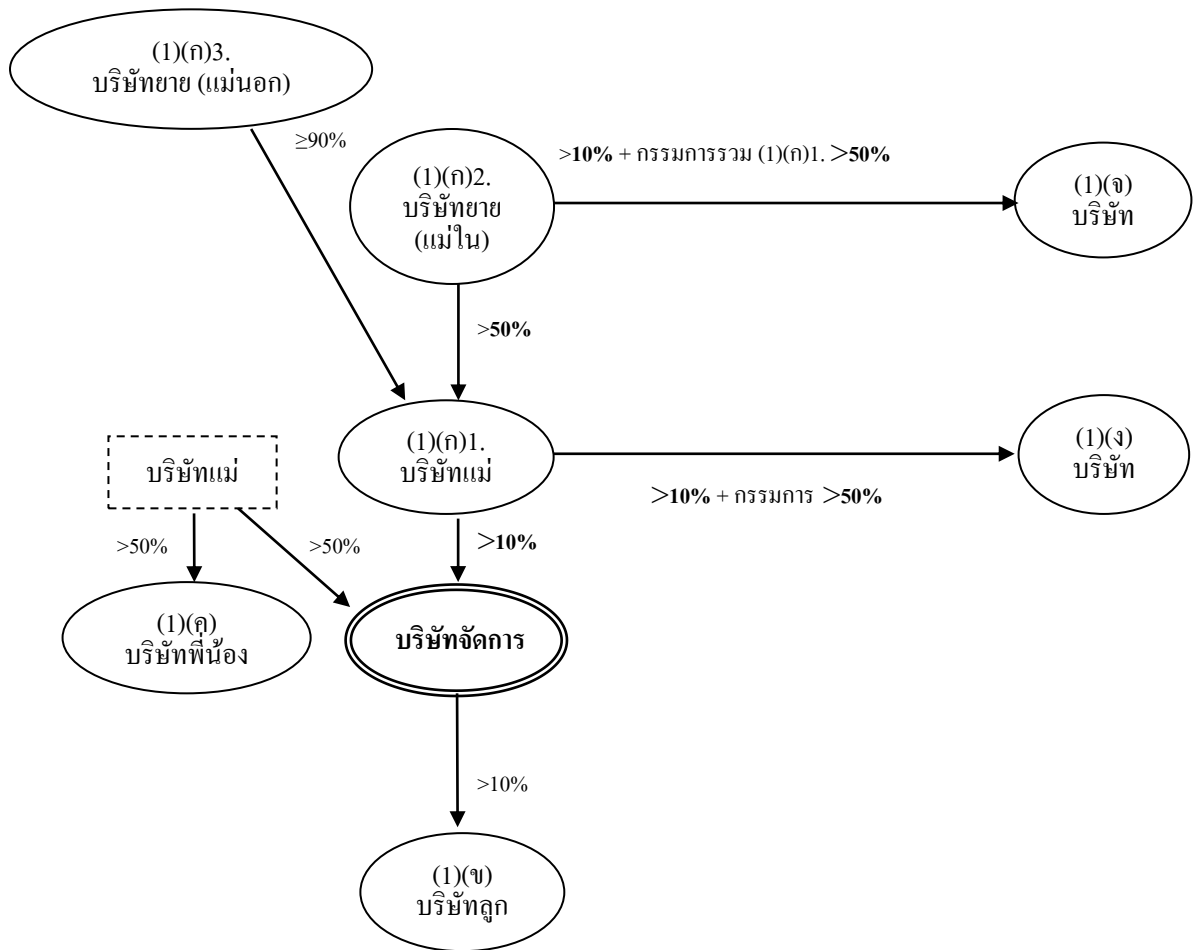 (1)(ก)3.
บริษัทยาย (แม่นอก)
≥90%
(1)(ก)2.
บริษัทยาย
(แม่ใน)
>10% + กรรมการรวม (1)(ก)1. >50%
(1)(จ)
บริษัท
>50%
(1)(ก)1.
บริษัทแม่
(1)(ง)
บริษัท
>10% + กรรมการ >50%
บริษัทแม่
>50%
>50%
>10%
(1)(ค)
บริษัทพี่น้อง
บริษัทจัดการ
>10%
(1)(ข)
บริษัทลูก